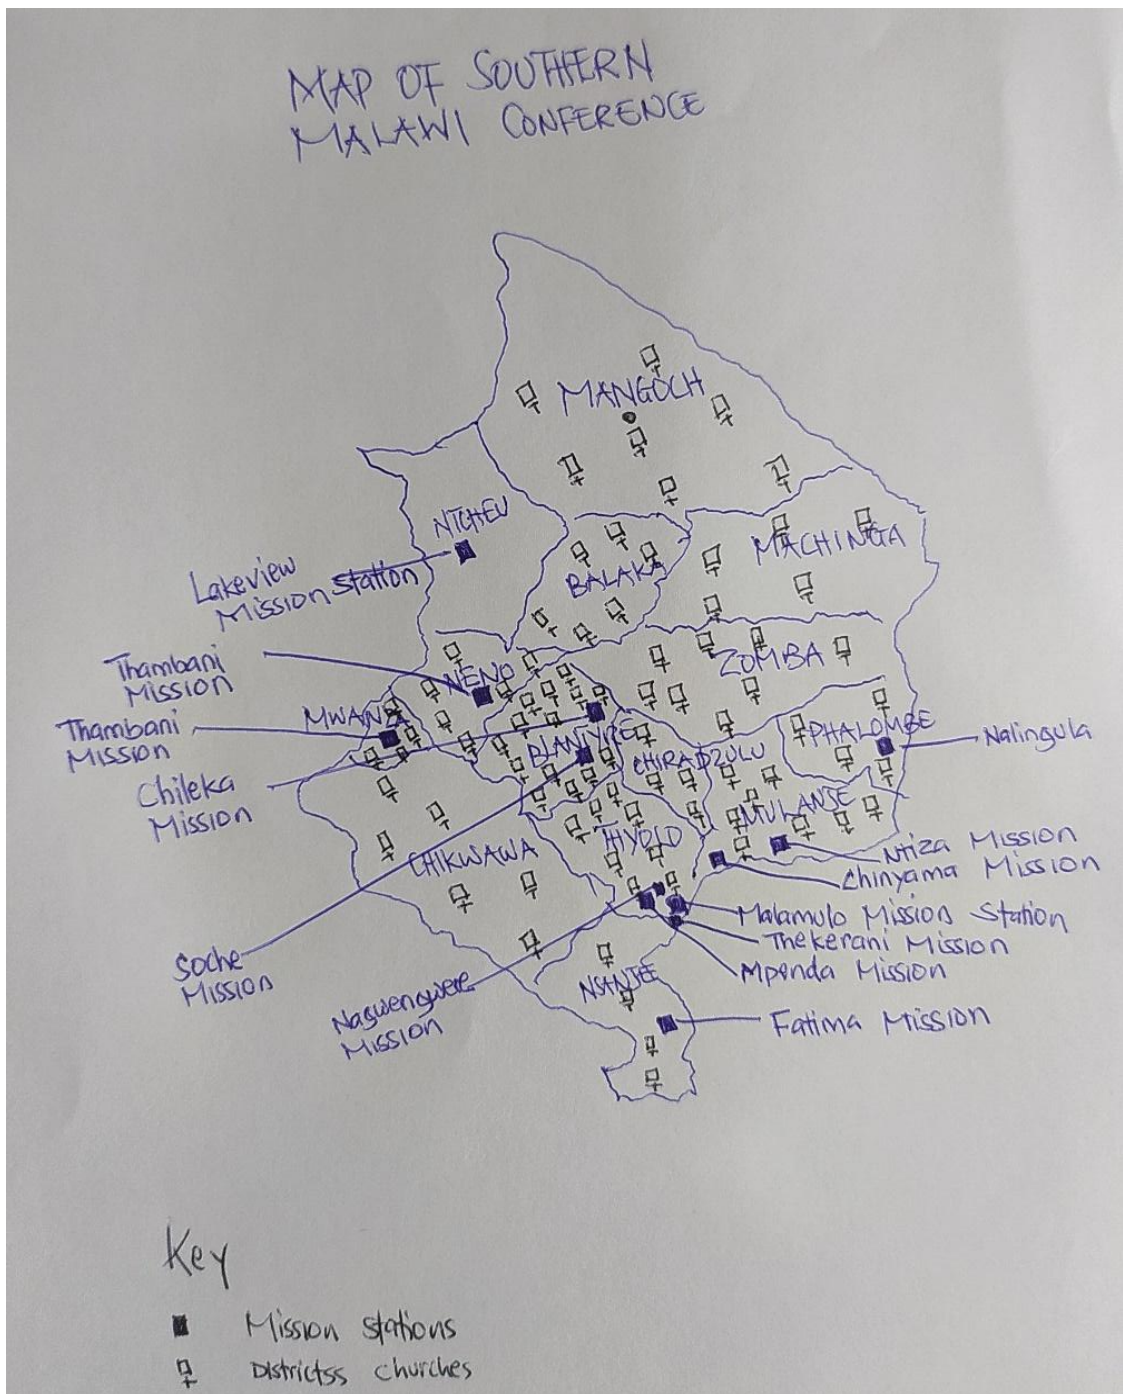 MAP OF SOUTHERN
MALAWI CONFERENCE
MANGOCH
NTCHEU
MACHINGA
BALAKA
Lakeview
Mission Station
ZOMBA
Thambani
Mission
NENO
MWANZA
PHALOMBE
Thambani
Mission
BLANTYRE
CHIRADZULU
Nalingula
Chileka
Mission
MULANJE
THYOLO
CHIKWAWA
Ntiza Mission
Chinyama Mission
Malamulo Mission Station
Thekerani Mission
Soche
Mission
Mpenda Mission
NSANJE
Mission
Fatima Mission
Key
Mission stations
Districtss churches